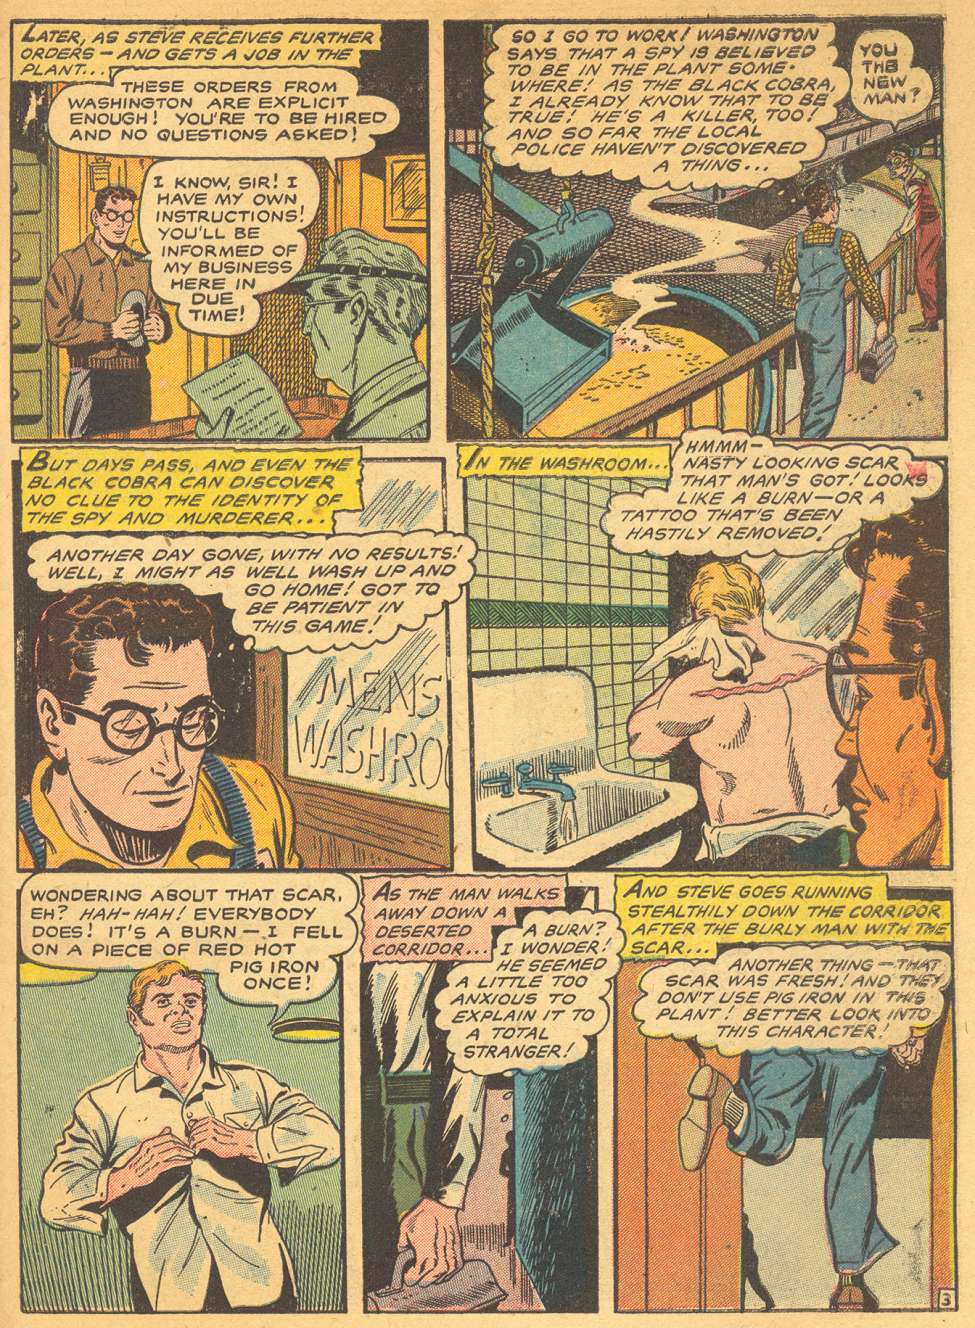 LATER, AS STEVE RECEIVES FURTHER
ORDERS — AND GETS A JOB IN THE
PLANT...
THESE ORDERS FROM
WASHINGTON ARE EXPLICIT
ENOUGH! YOU'RE TO BE HIRED
AND NO QUESTIONS ASKED!
I KNOW, SIR! I
HAVE MY OWN
INSTRUCTIONS!
YOU'LL BE
INFORMED OF
MY BUSINESS
HERE IN
DUE
TIME!
SO I GO TO WORK! WASHINGTON
SAYS THAT A SPY IS BELIEVED
TO BE IN THE PLANT SOME-
WHERE! AS THE BLACK COBRA,
I ALREADY KNOW THAT TO BE
TRUE! HE'S A KILLER, TOO!
AND SO FAR THE LOCAL
POLICE HAVEN'T DISCOVERED
A THING...
YOU
THE
NEW
MAN?
BUT DAYS PASS, AND EVEN THE
BLACK COBRA CAN DISCOVER
NO CLUE TO THE IDENTITY OF
THE SPY AND MURDERER...
ANOTHER DAY GONE, WITH NO RESULTS!
WELL, I MIGHT AS WELL WASH UP AND
GO HOME! GOT TO
BE PATIENT IN
THIS GAME!
MENS
WASHROO
IN THE WASHROOM...
HMMM—
NASTY LOOKING SCAR
THAT MAN'S GOT! LOOKS
LIKE A BURN—OR A
TATTOO THAT'S BEEN
HASTILY REMOVED!
WONDERING ABOUT THAT SCAR,
EH? HAH-HAH! EVERYBODY
DOES! IT'S A BURN—I FELL
ON A PIECE OF RED HOT
PIG IRON
ONCE!
AS THE MAN WALKS
AWAY DOWN A
DESERTED
CORRIDOR...
A BURN?
I WONDER!
HE SEEMED
A LITTLE TOO
ANXIOUS TO
EXPLAIN IT TO
A TOTAL
STRANGER!
AND STEVE GOES RUNNING
STEALTHILY DOWN THE CORRIDOR
AFTER THE BURLY MAN WITH THE
SCAR...
ANOTHER THING—THAT
SCAR WAS FRESH! AND THEY
DON'T USE PIG IRON IN THIS
PLANT! BETTER LOOK INTO
THIS CHARACTER!
3